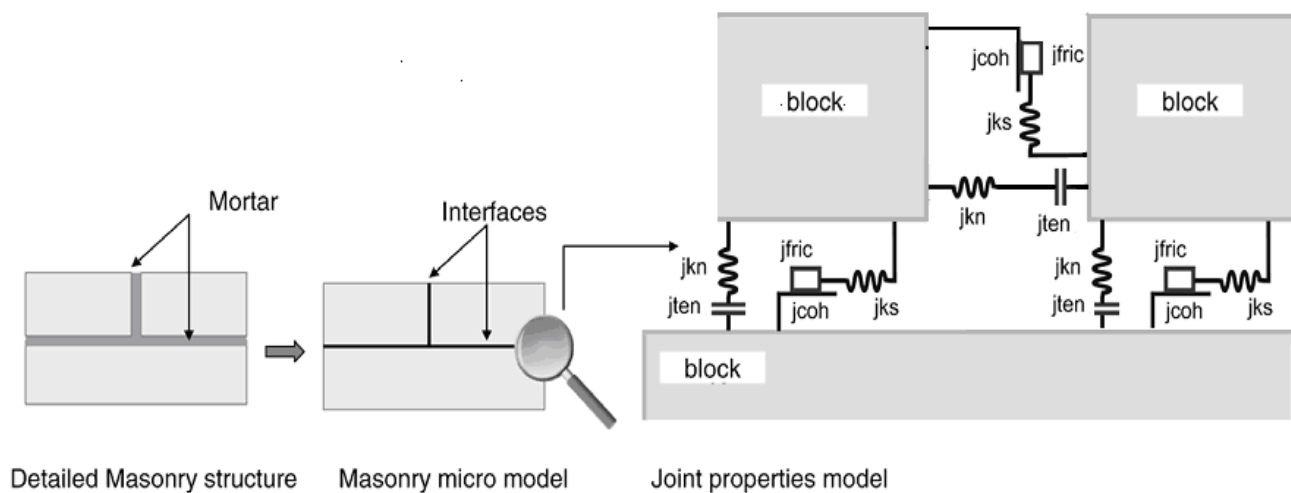 jcoh
jfric
block
block
jks
Mortar
Interfaces
jkn
jten
jkn
jfric
jkn
jfric
jten
jcoh
jks
jten
jcoh
jks
block
Detailed Masonry structure
Masonry micro model
Joint properties model